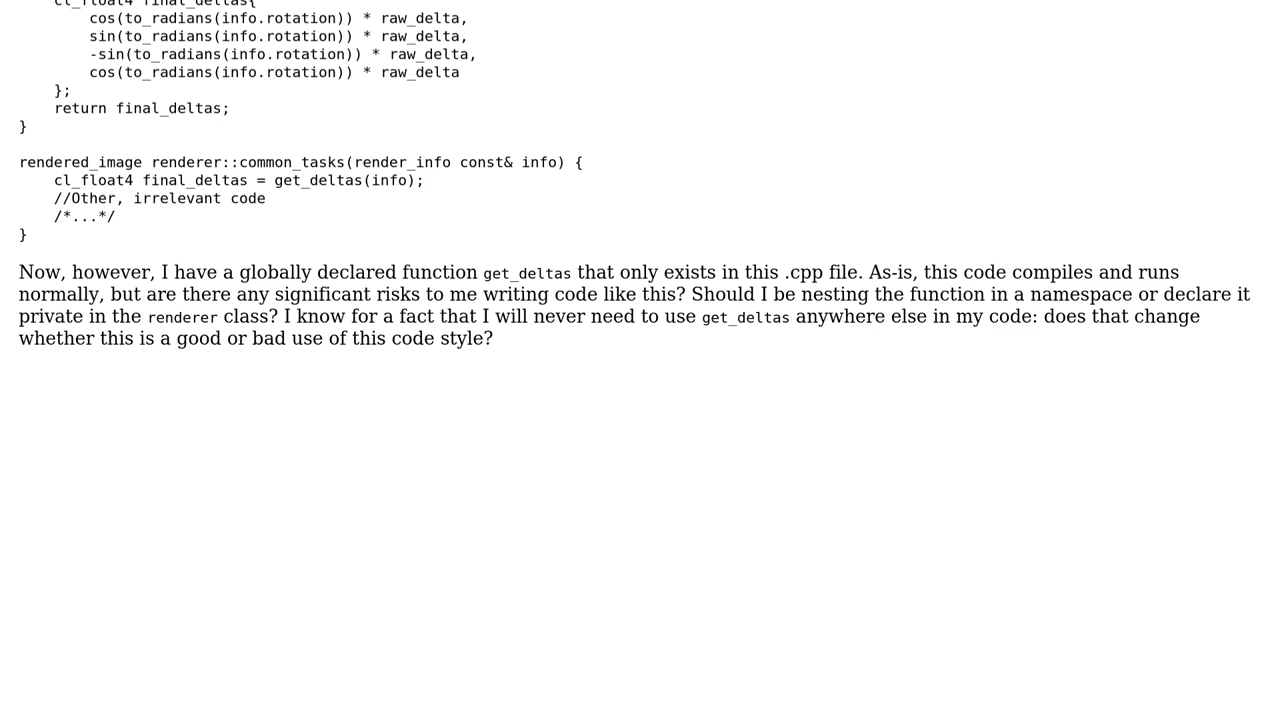 cl_float4 final_deltas{
cos(to_radians(info.rotation)) * raw_delta,
sin(to_radians(info.rotation)) * raw_delta,
-sin(to_radians(info.rotation)) * raw_delta,
cos(to_radians(info.rotation)) * raw_delta
};
return final_deltas;
}
rendered_image renderer::common_tasks(render_info const& info) {
cl_float4 final_deltas = get_deltas(info);
//Other, irrelevant code
/*...*/
}
Now, however, I have a globally declared function get_deltas that only exists in this .cpp file. As-is, this code compiles and runs
normally, but are there any significant risks to me writing code like this? Should I be nesting the function in a namespace or declare it
private in the renderer class? I know for a fact that I will never need to use get_deltas anywhere else in my code: does that change
whether this is a good or bad use of this code style?